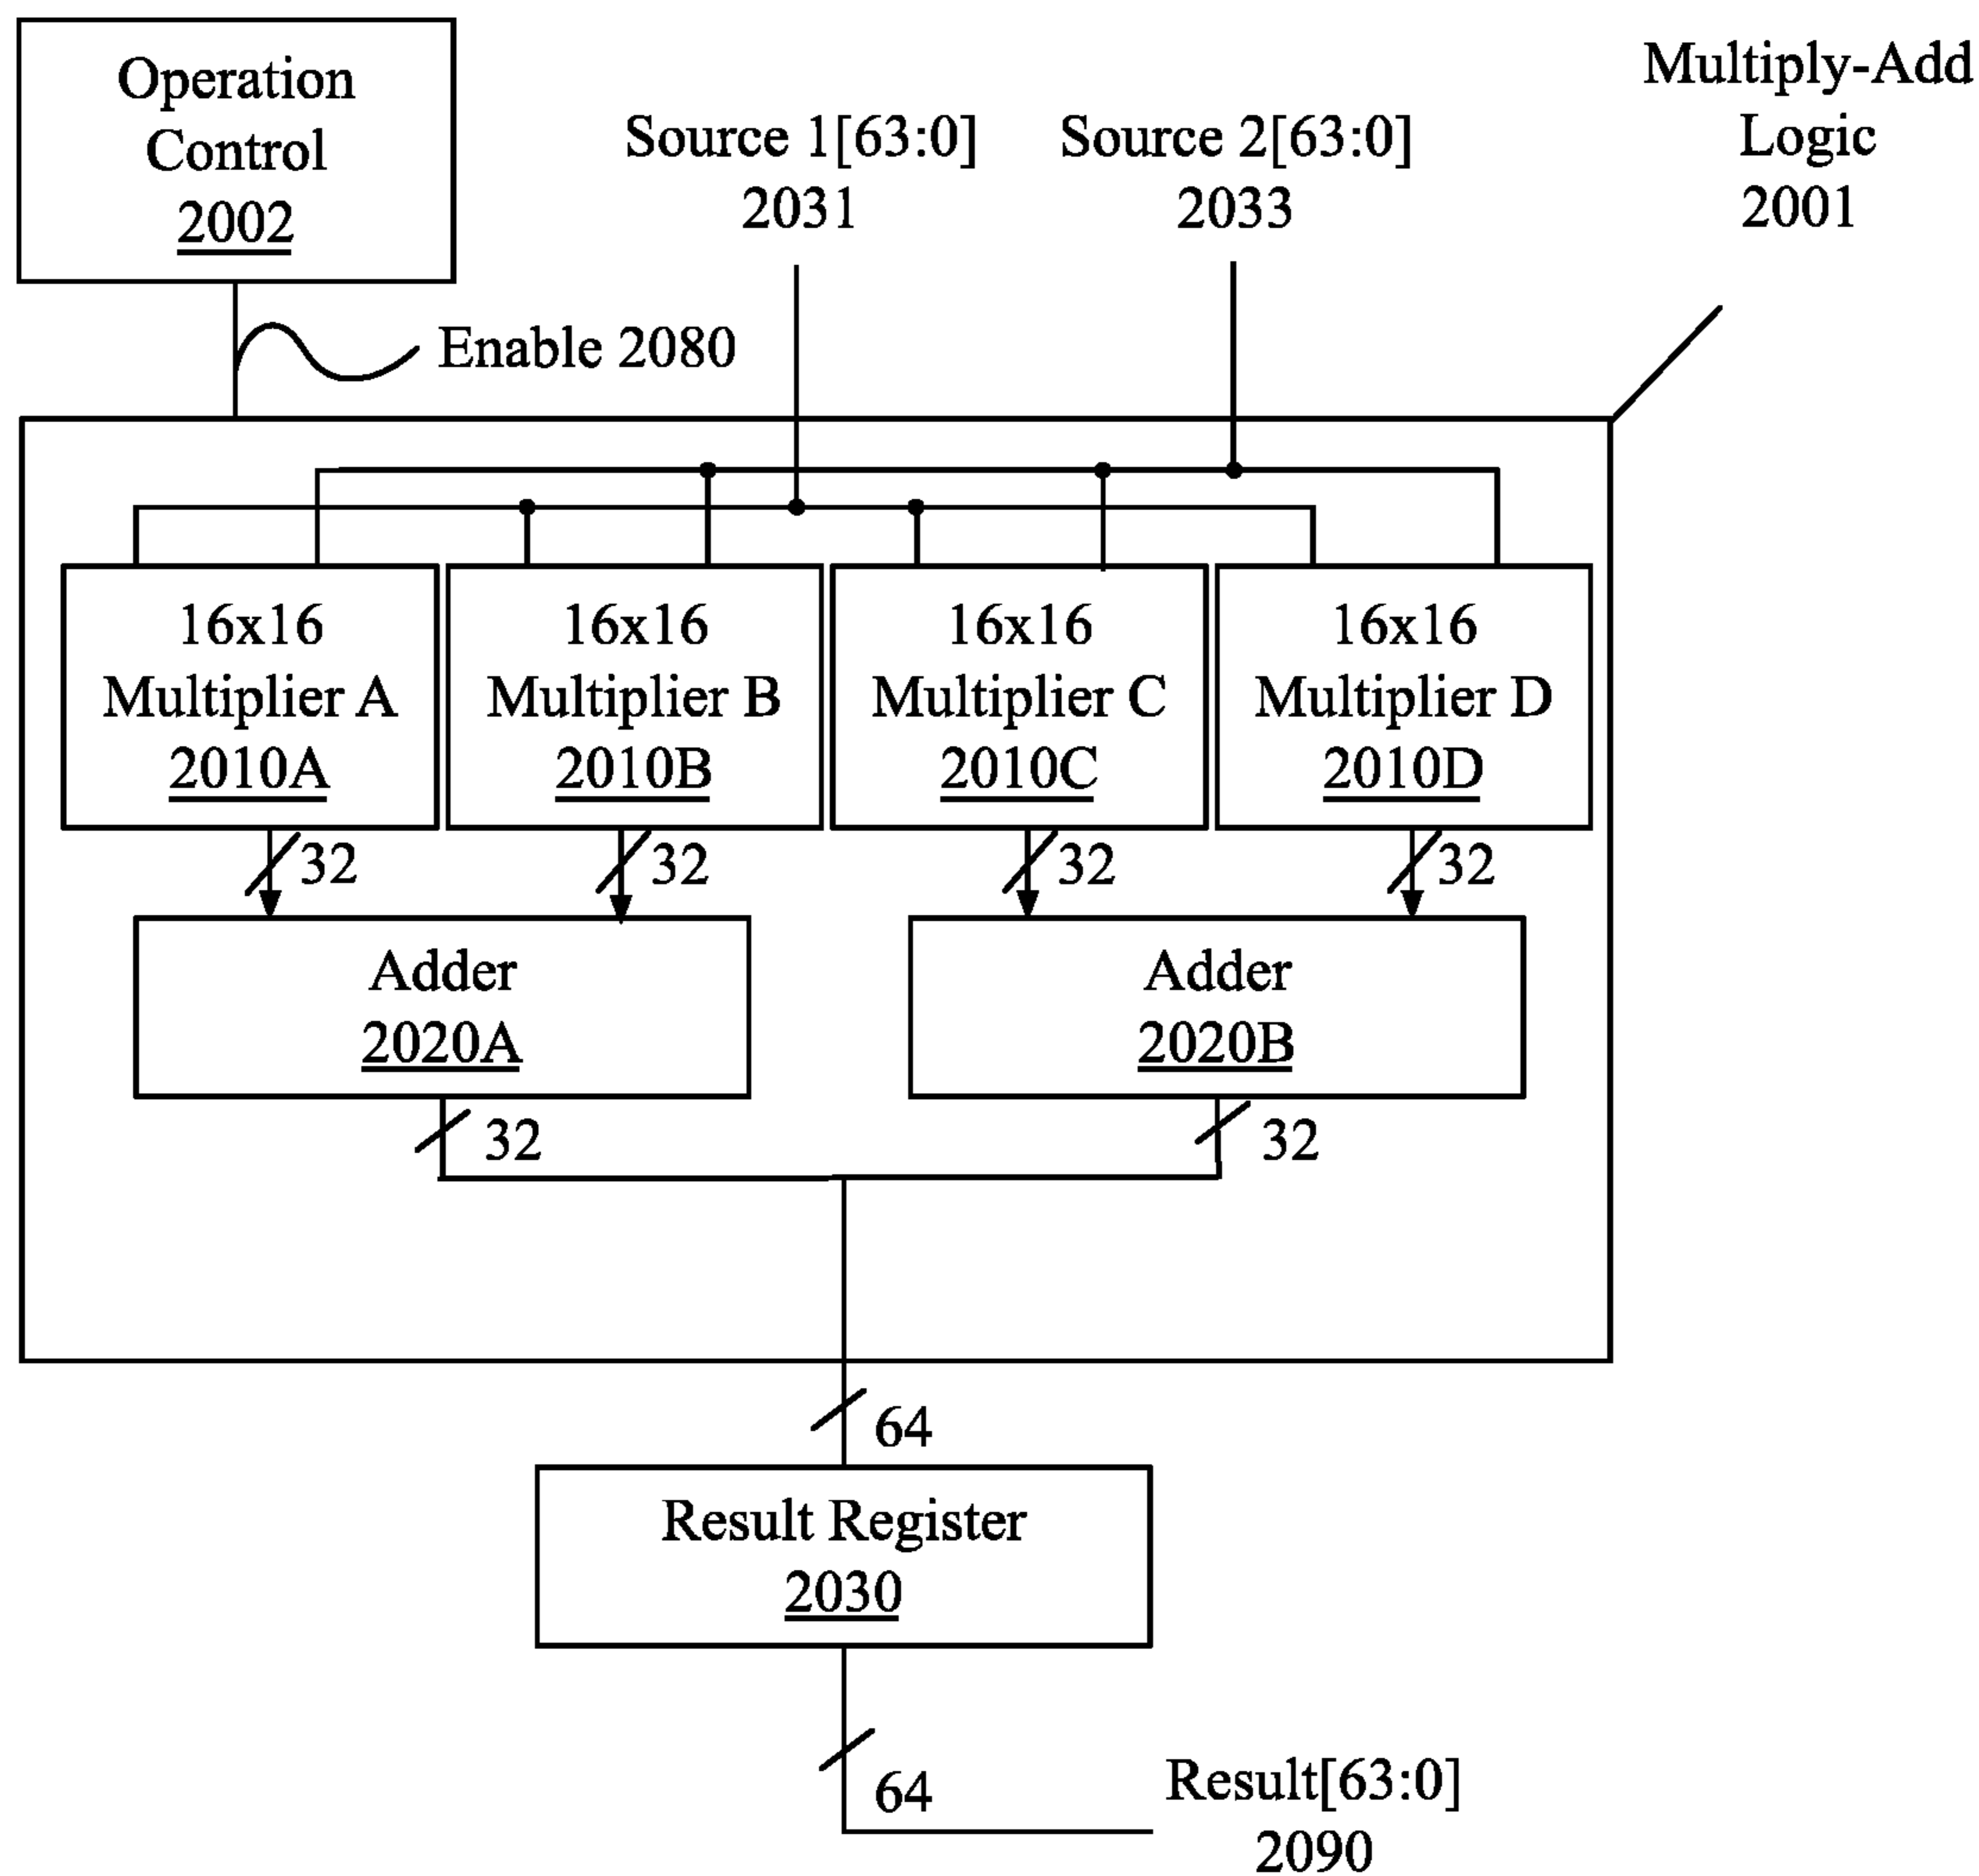 Operation
Control
2002
Source 1[63:0]
2031
Source 2[63:0]
2033
Multiply-Add
Logic
2001
Enable 2080
16x16
Multiplier A
2010A
16x16
Multiplier B
2010B
16x16
Multiplier C
2010C
16x16
Multiplier D
2010D
32
32
32
32
Adder
2020A
Adder
2020B
32
32
64
Result Register
2030
64
Result[63:0]
2090